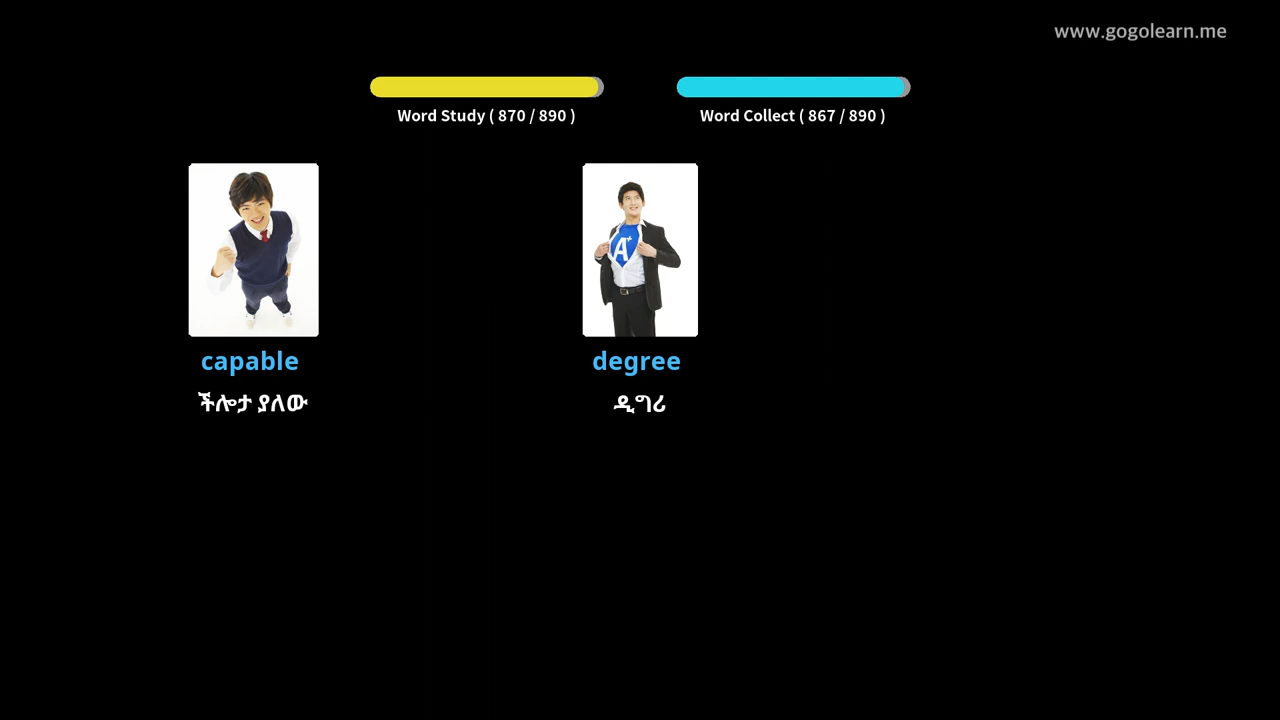 www.gogolearn.me
Word Study ( 870 / 890 )
Word Collect ( 867 / 890 )
A+
capable
degree
ችሎታ ያለው
ዲግሪ